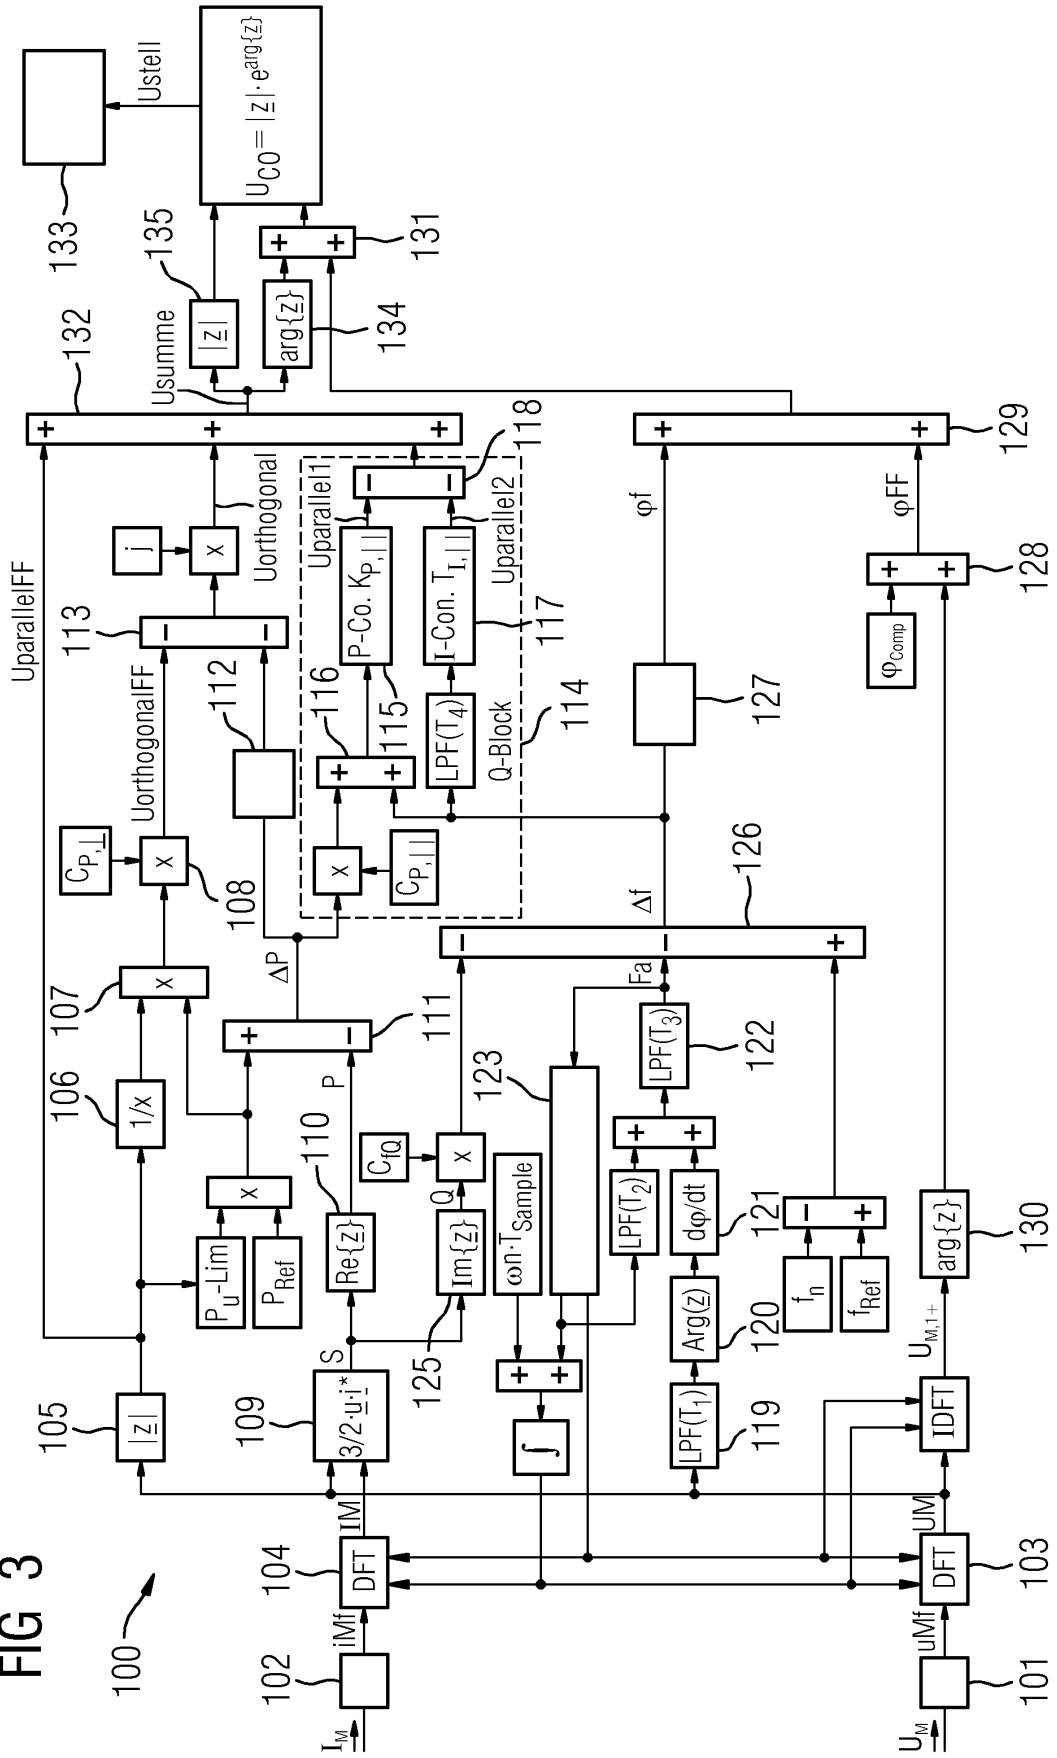 FIG 3
100
133
Ustell
U_CO = |z|·e^arg{z}
135
|z|
+ +
131
arg{z}
134
132
Usumme
+ + +
UparallelFF
Uorthogonal
j
x
113
− −
UorthogonalFF
C_P,⊥
x
108
112
107
x
106
1/x
105
|z|
ΔP
+ −
111
P
x
P_u-Lim
P_Ref
110
Re{z}
109
3/2·u·i*
S
Q-Block
114
Uparallel1
Uparallel2
− −
118
P-Co. K_P,||
I-Con. T_I,||
117
115
116
+ +
LPF(T_4)
x
C_P,||
C_fQ
x
Q
Im{z}
125
ωn·T_Sample
123
+ +
∫
− − +
126
Δf
Fa
LPF(T_3)
122
+ +
LPF(T_2)
dφ/dt
121
Arg(z)
120
LPF(T_1)
119
− +
f_n
f_Ref
127
φf
+ +
129
φFF
+ +
128
φ_Comp
arg{z}
130
U_M,1+
IDFT
IM
104
DFT
iMf
102
I_M
UM
DFT
103
uMf
101
U_M